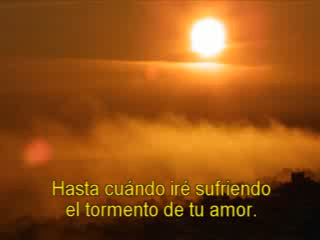 Hasta cuándo iré sufriendo
el tormento de tu amor.